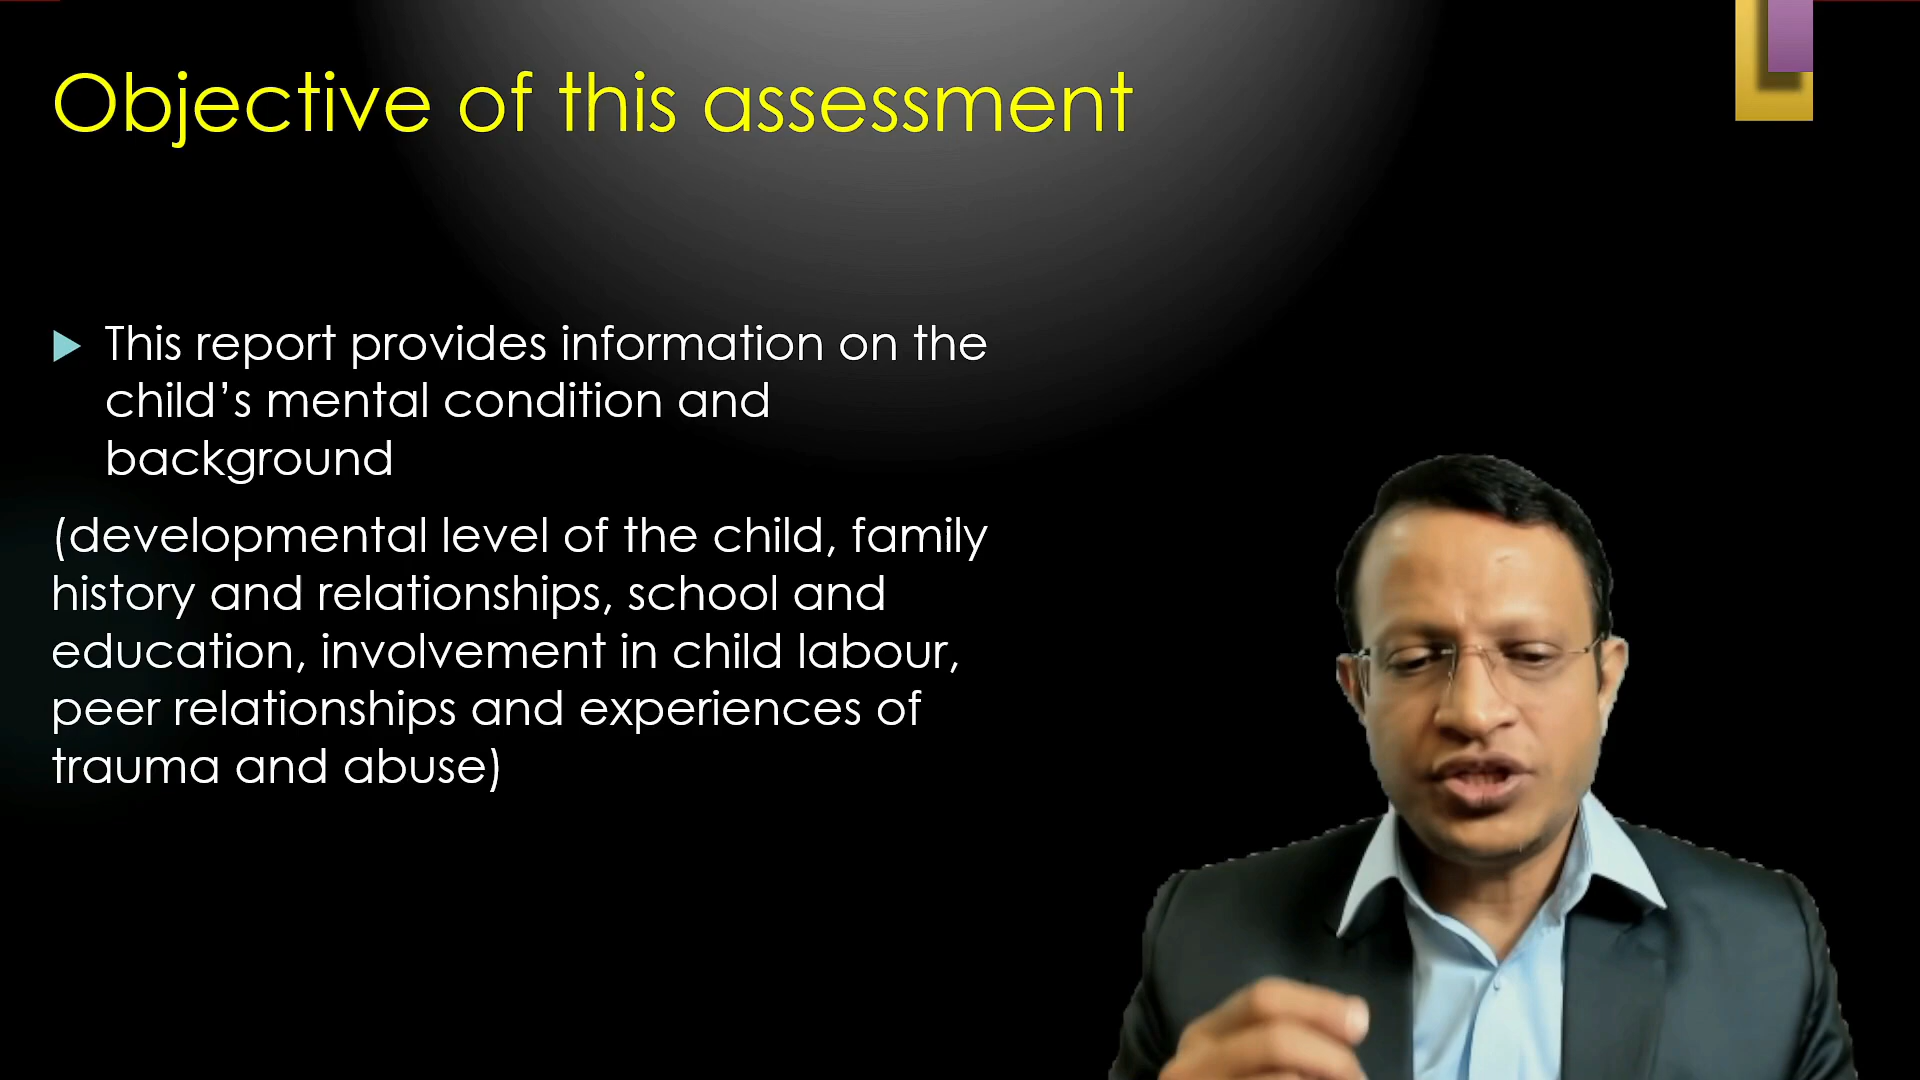 Objective of this assessment
This report provides information on the
child’s mental condition and
background
(developmental level of the child, family
history and relationships, school and
education, involvement in child labour,
peer relationships and experiences of
trauma and abuse)